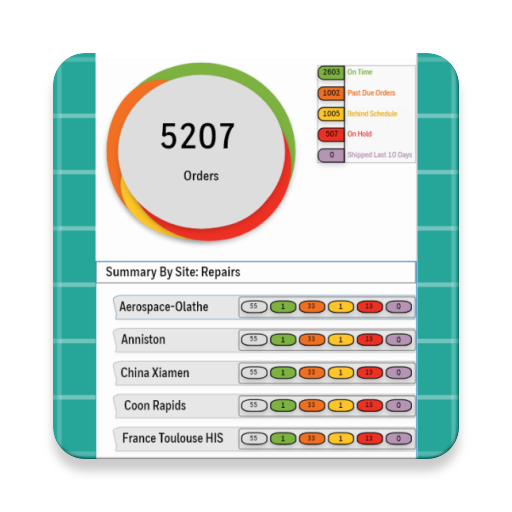 5207
Orders
2603 On Time
1002 Past Due Orders
1005 Behind Schedule
507 On Hold
0 Shipped Last 10 Days
Summary By Site: Repairs
Aerospace-Olathe 55 1 33 1 13 0
Anniston 55 1 33 1 13 0
China Xiamen 55 1 33 1 13 0
Coon Rapids 55 1 33 1 13 0
France Toulouse HIS 55 1 33 1 13 0